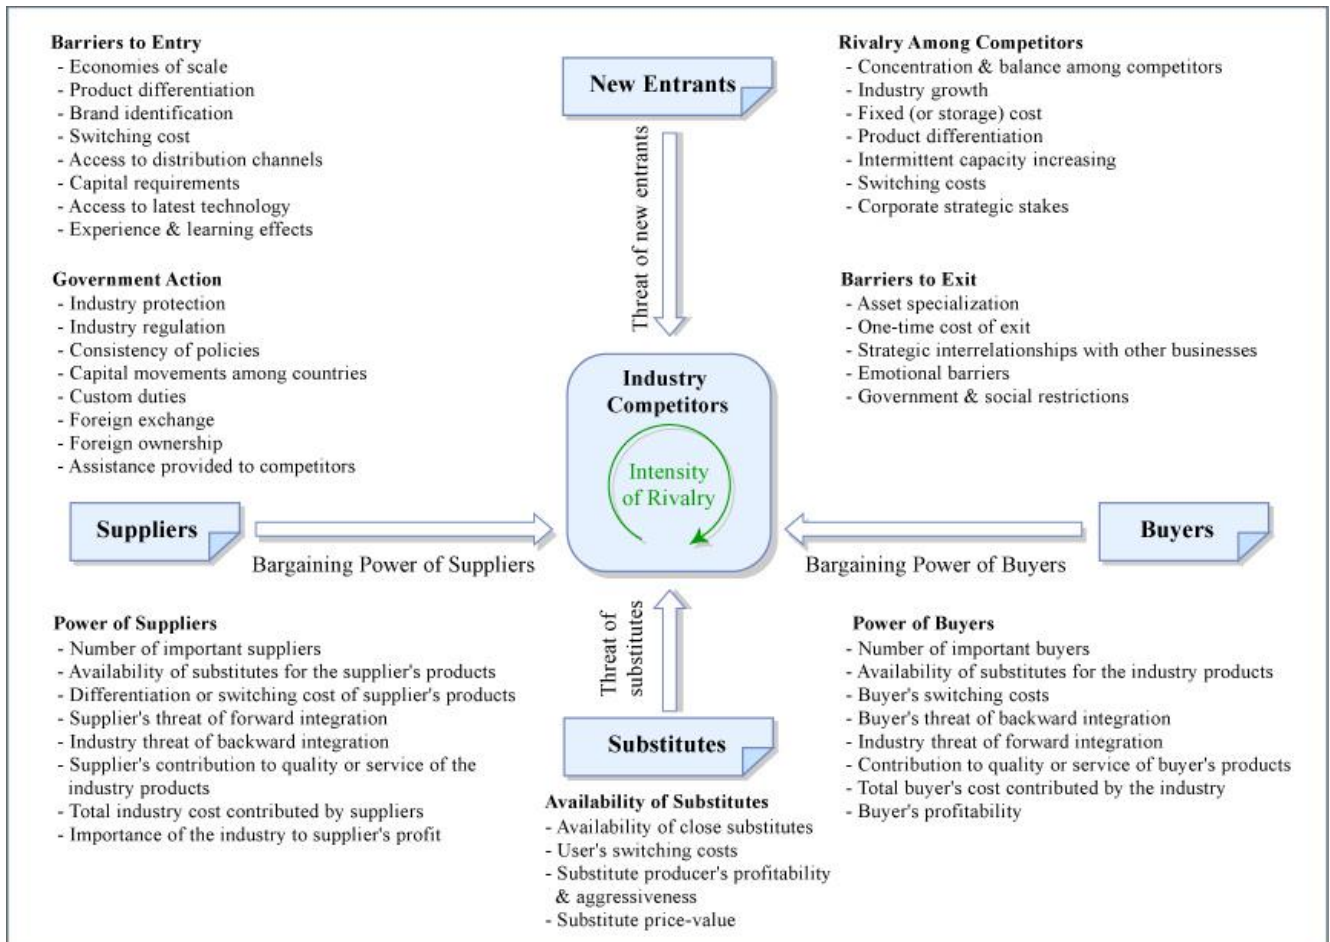 Barriers to Entry
- Economies of scale
- Product differentiation
- Brand identification
- Switching cost
- Access to distribution channels
- Capital requirements
- Access to latest technology
- Experience & learning effects
New Entrants
Threat of new entrants
Rivalry Among Competitors
- Concentration & balance among competitors
- Industry growth
- Fixed (or storage) cost
- Product differentiation
- Intermittent capacity increasing
- Switching costs
- Corporate strategic stakes
Government Action
- Industry protection
- Industry regulation
- Consistency of policies
- Capital movements among countries
- Custom duties
- Foreign exchange
- Foreign ownership
- Assistance provided to competitors
Barriers to Exit
- Asset specialization
- One-time cost of exit
- Strategic interrelationships with other businesses
- Emotional barriers
- Government & social restrictions
Industry
Competitors
Intensity
of Rivalry
Suppliers
Bargaining Power of Suppliers
Buyers
Bargaining Power of Buyers
Power of Suppliers
- Number of important suppliers
- Availability of substitutes for the supplier's products
- Differentiation or switching cost of supplier's products
- Supplier's threat of forward integration
- Industry threat of backward integration
- Supplier's contribution to quality or service of the
industry products
- Total industry cost contributed by suppliers
- Importance of the industry to supplier's profit
Threat of
substitutes
Substitutes
Availability of Substitutes
- Availability of close substitutes
- User's switching costs
- Substitute producer's profitability
& aggressiveness
- Substitute price-value
Power of Buyers
- Number of important buyers
- Availability of substitutes for the industry products
- Buyer's switching costs
- Buyer's threat of backward integration
- Industry threat of forward integration
- Contribution to quality or service of buyer's products
- Total buyer's cost contributed by the industry
- Buyer's profitability